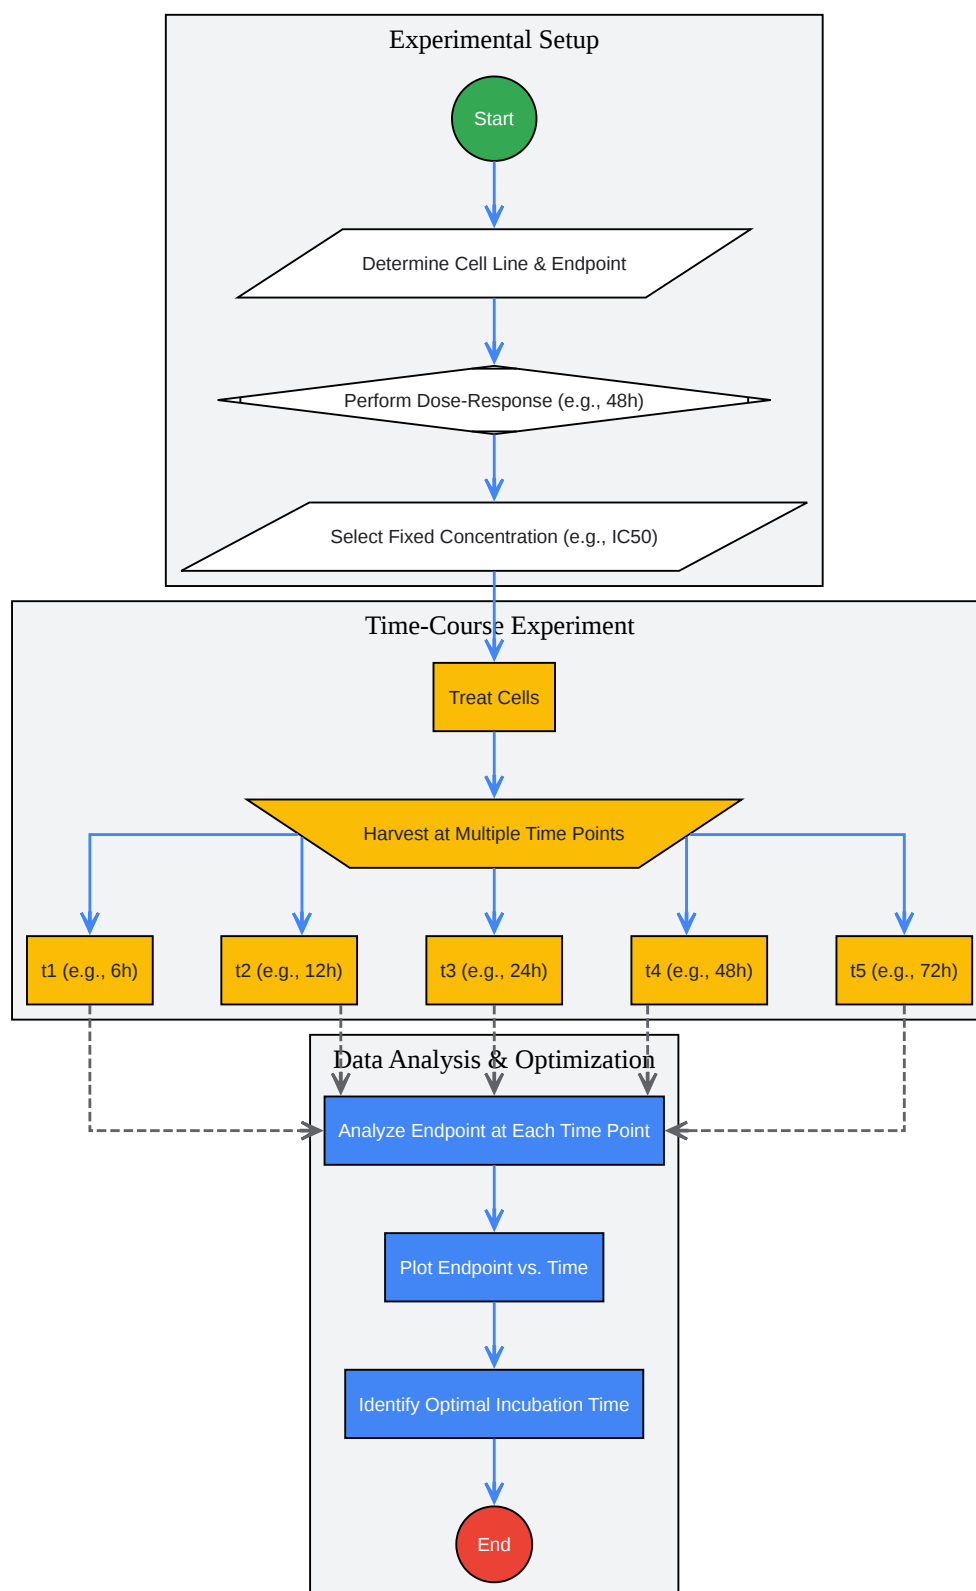 Experimental Setup
Start
Determine Cell Line & Endpoint
Perform Dose-Response (e.g., 48h)
Select Fixed Concentration (e.g., IC50)
Time-Course Experiment
Treat Cells
Harvest at Multiple Time Points
t1 (e.g., 6h)
t2 (e.g., 12h)
t3 (e.g., 24h)
t4 (e.g., 48h)
t5 (e.g., 72h)
Data Analysis & Optimization
Analyze Endpoint at Each Time Point
Plot Endpoint vs. Time
Identify Optimal Incubation Time
End